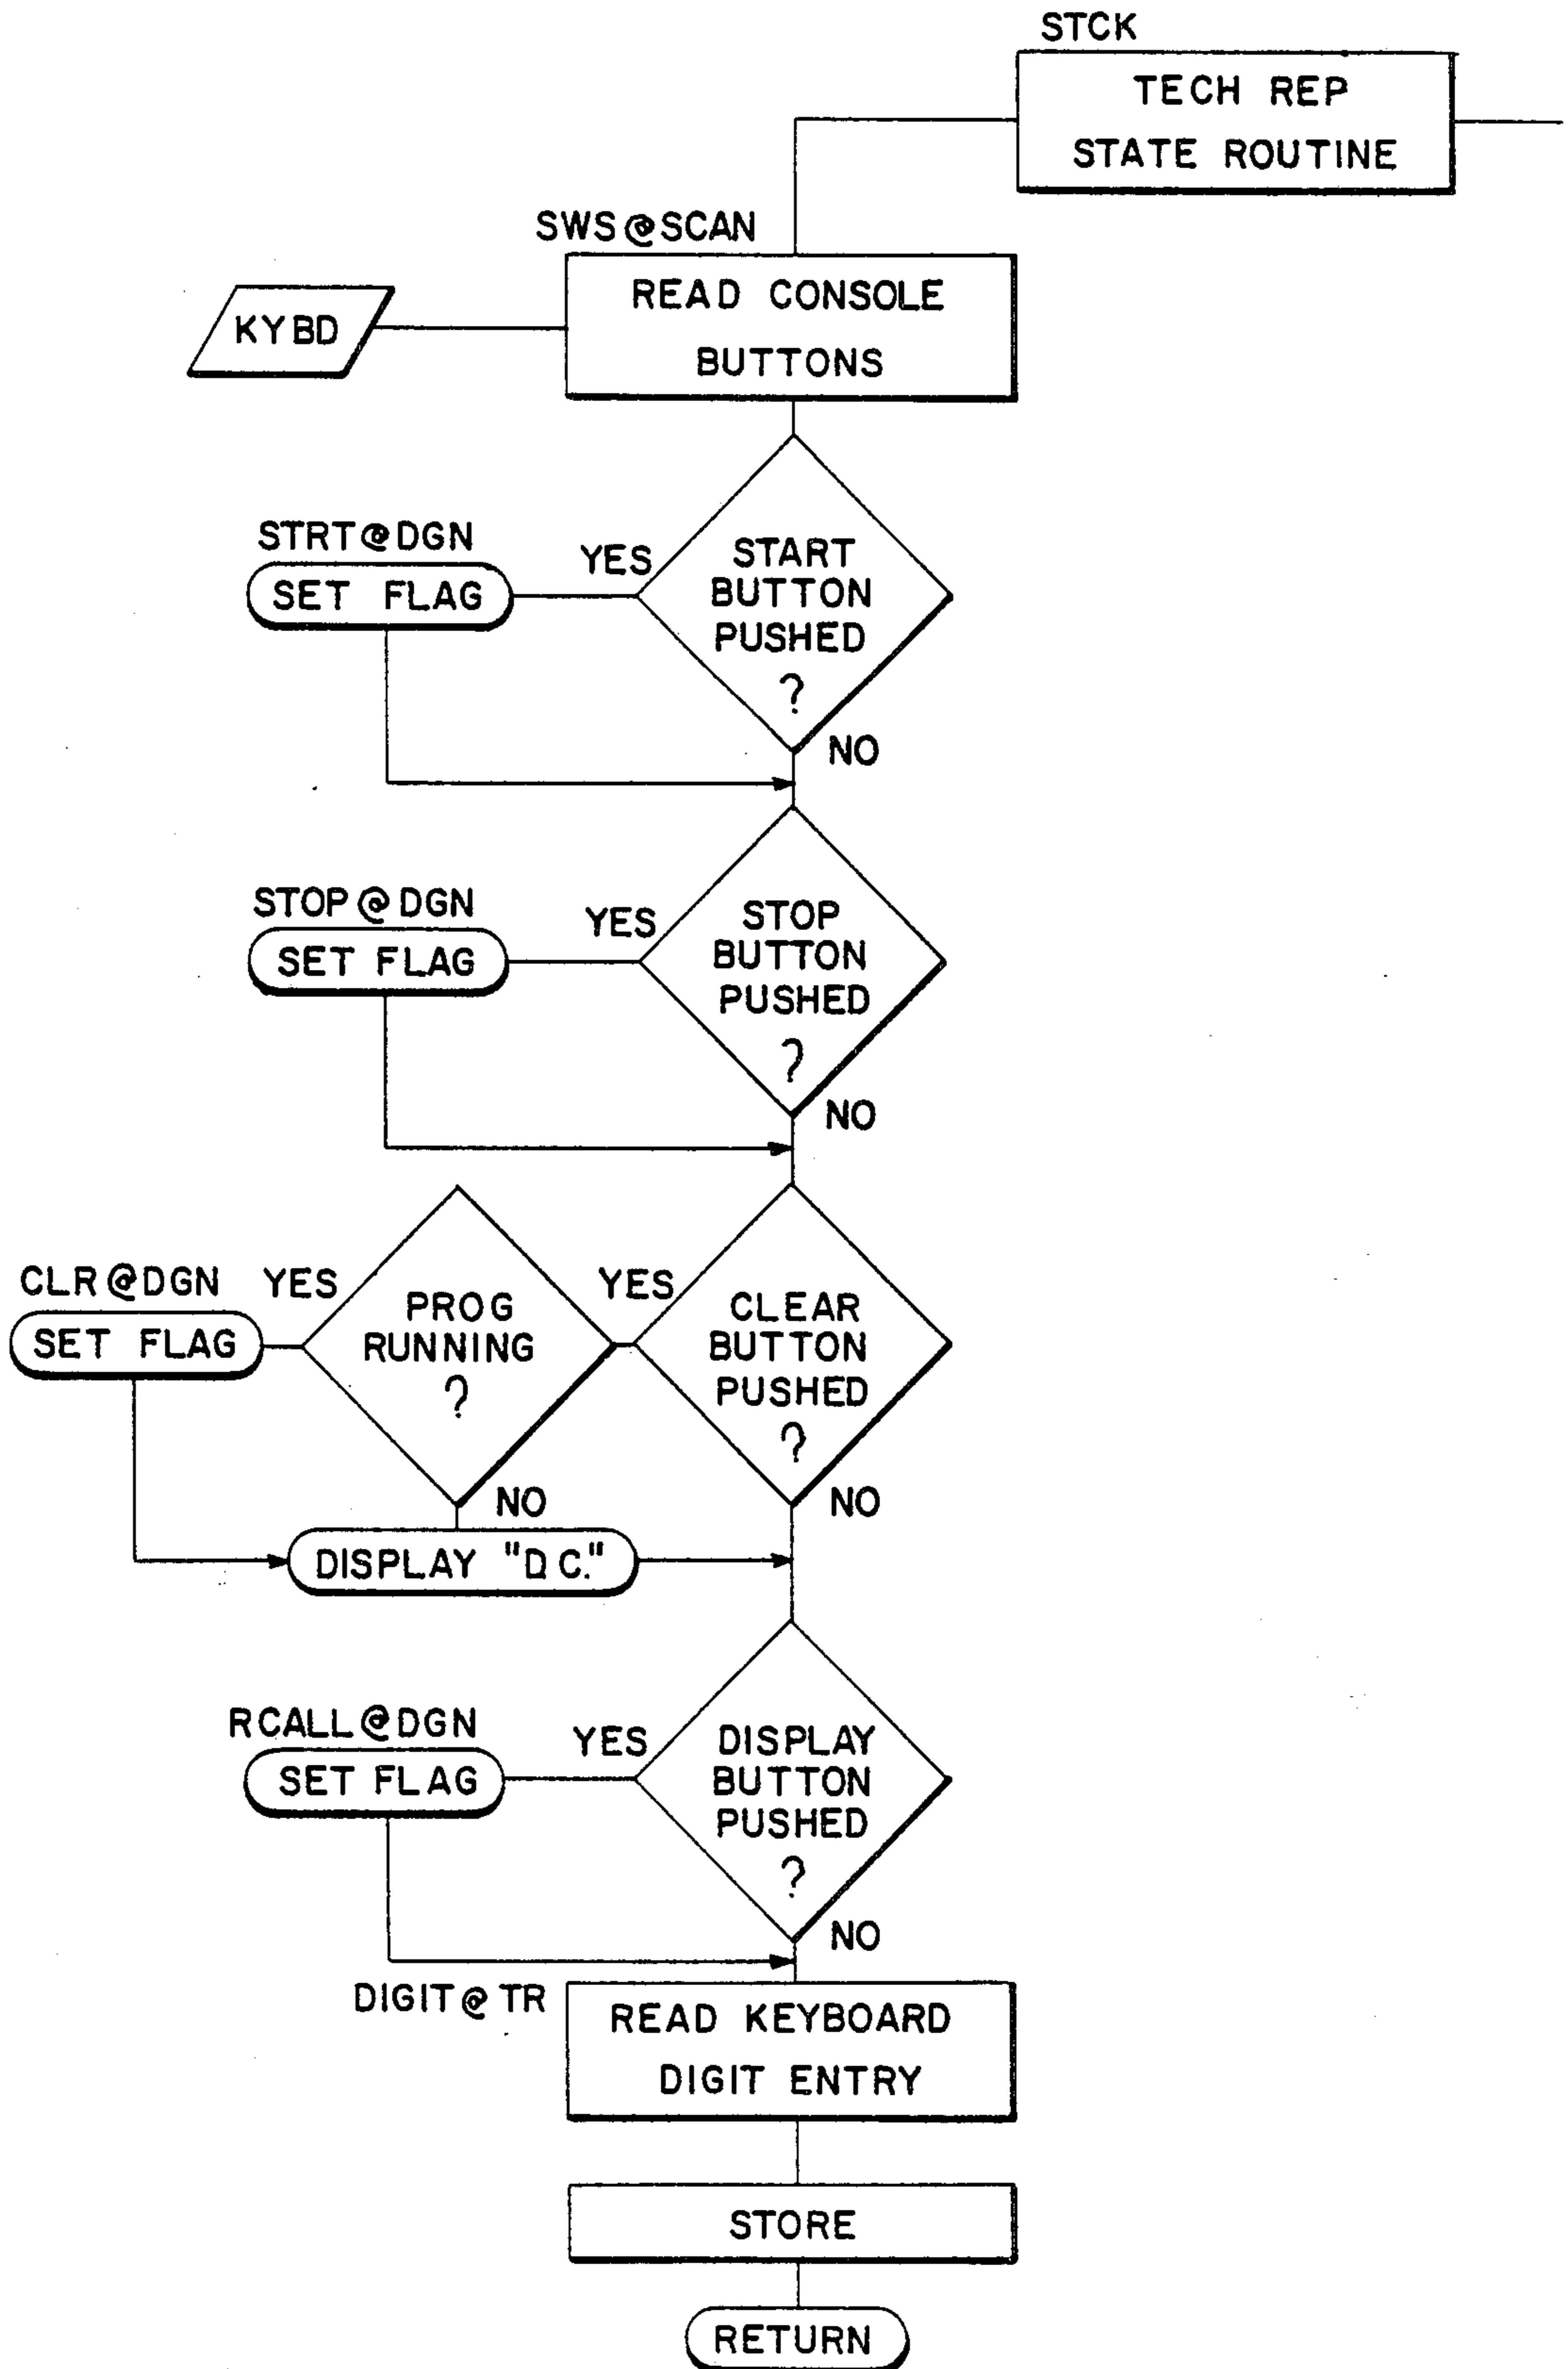 STCK
TECH REP
STATE ROUTINE
SWS@SCAN
READ CONSOLE
BUTTONS
KYBD
STRT@DGN
SET FLAG
YES
START
BUTTON
PUSHED
?
NO
STOP@DGN
SET FLAG
YES
STOP
BUTTON
PUSHED
?
NO
CLR@DGN
SET FLAG
YES
PROG
RUNNING
?
NO
YES
CLEAR
BUTTON
PUSHED
?
NO
DISPLAY "D C."
RCALL@DGN
SET FLAG
YES
DISPLAY
BUTTON
PUSHED
?
NO
DIGIT@TR
READ KEYBOARD
DIGIT ENTRY
STORE
RETURN